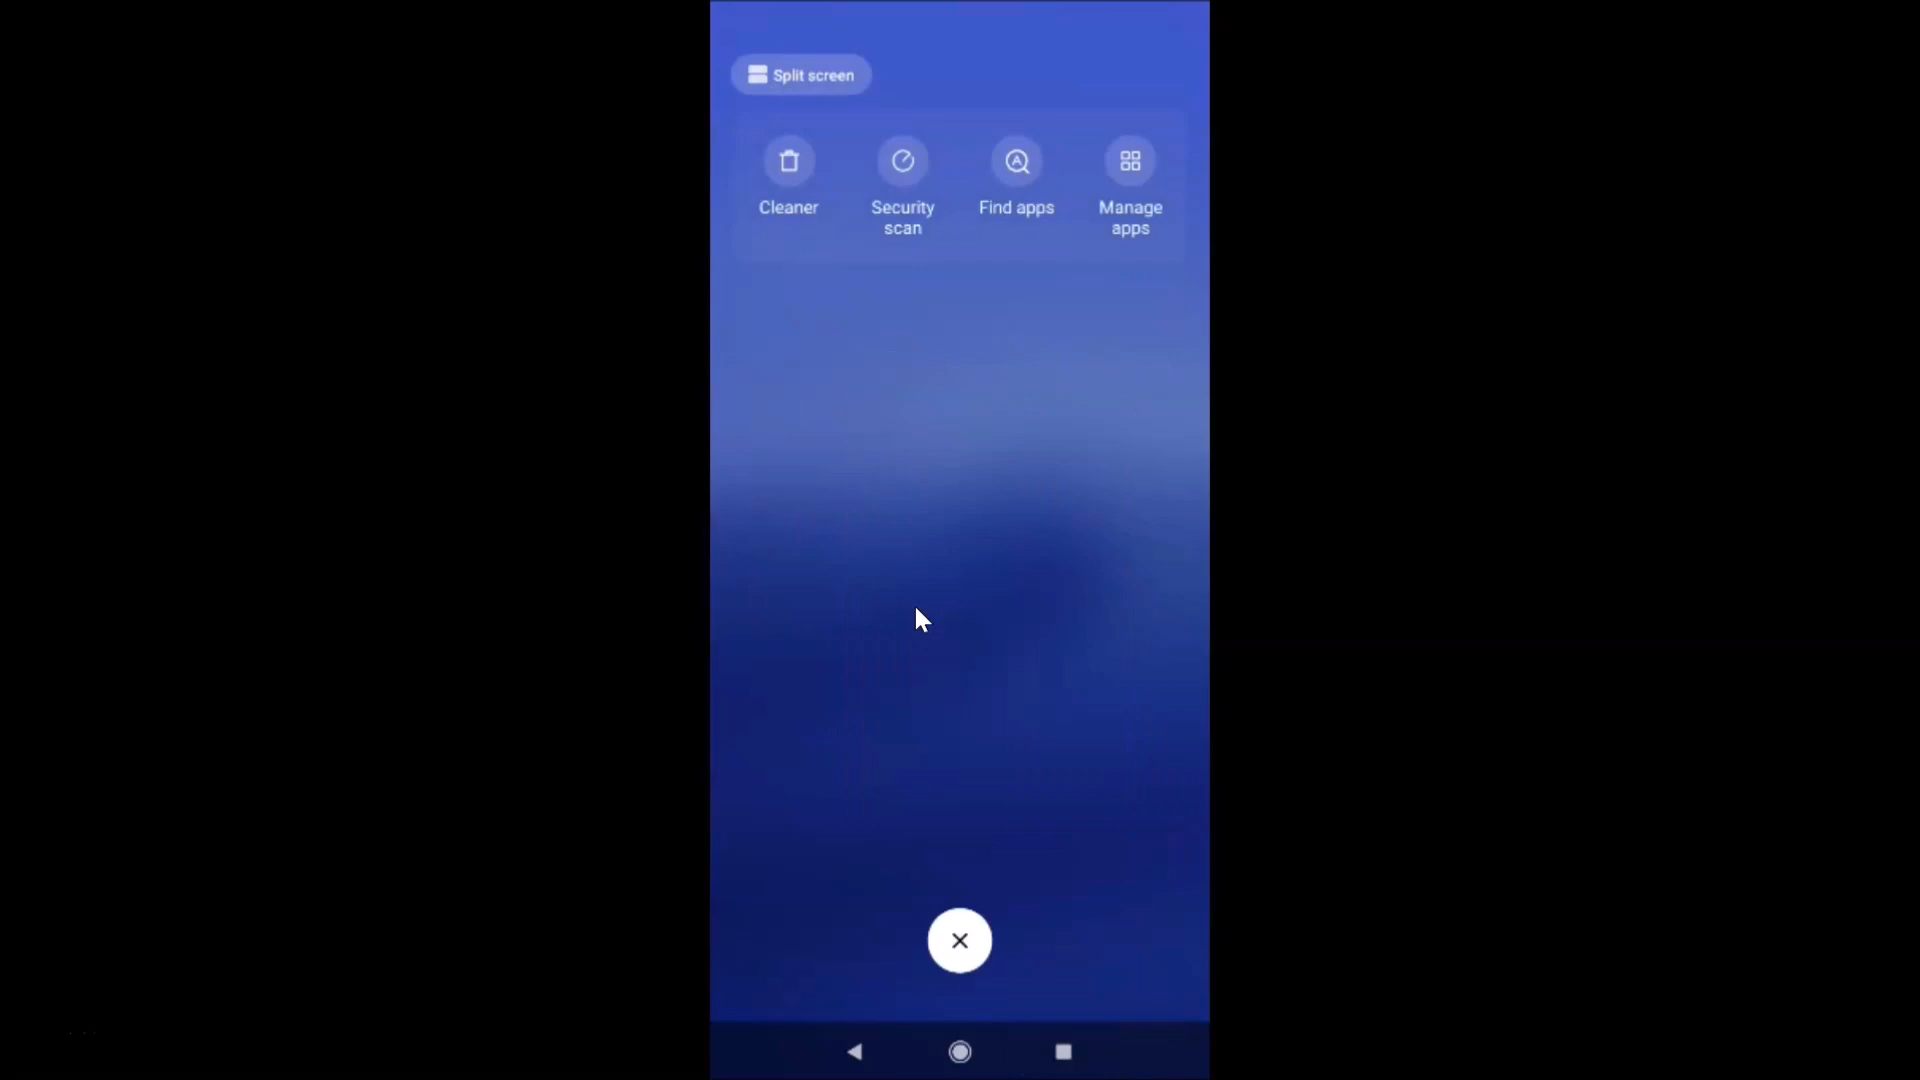 Split screen
Cleaner
Security
scan
Find apps
Manage
apps